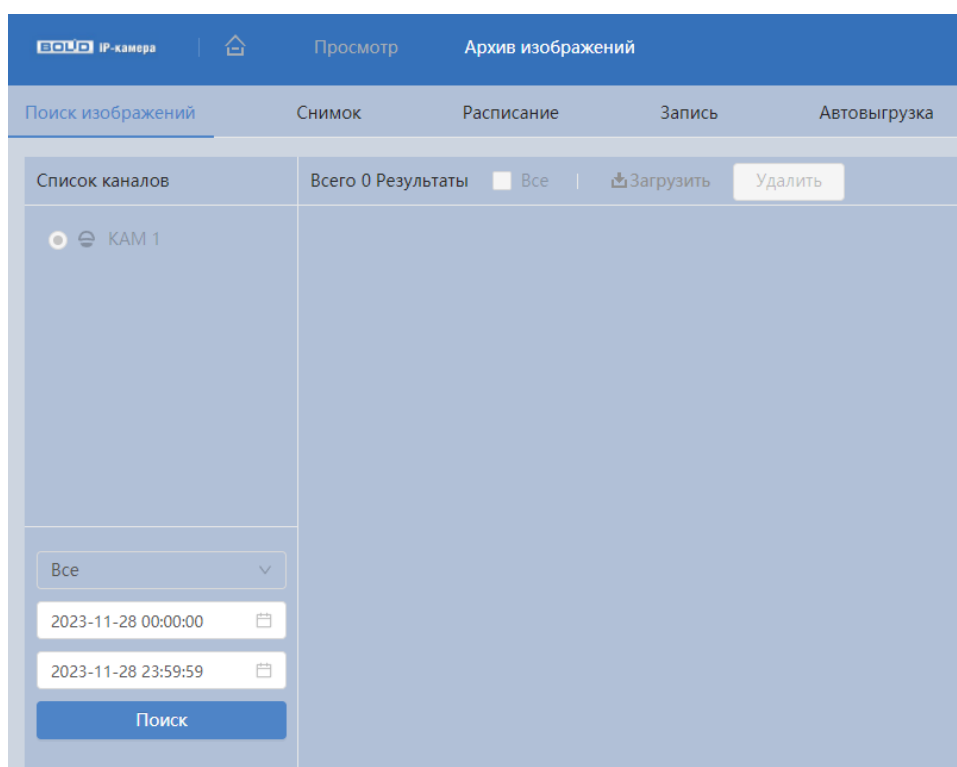 BOLID IP-камера Просмотр Архив изображений
Поиск изображений Снимок Расписание Запись Автовыгрузка
Список каналов Всего 0 Результаты Все Загрузить Удалить
КАМ 1
Все
2023-11-28 00:00:00
2023-11-28 23:59:59
Поиск